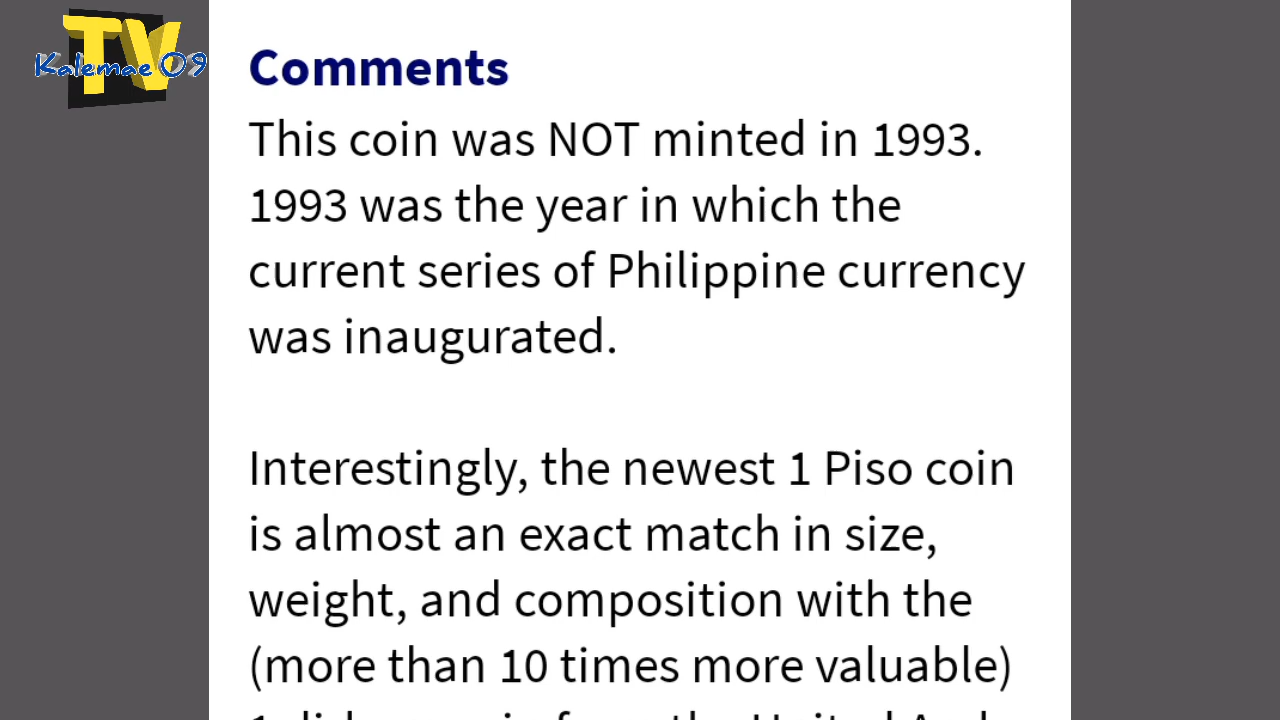 TV
Kalemae 09
Comments
This coin was NOT minted in 1993.
1993 was the year in which the
current series of Philippine currency
was inaugurated.
Interestingly, the newest 1 Piso coin
is almost an exact match in size,
weight, and composition with the
(more than 10 times more valuable)